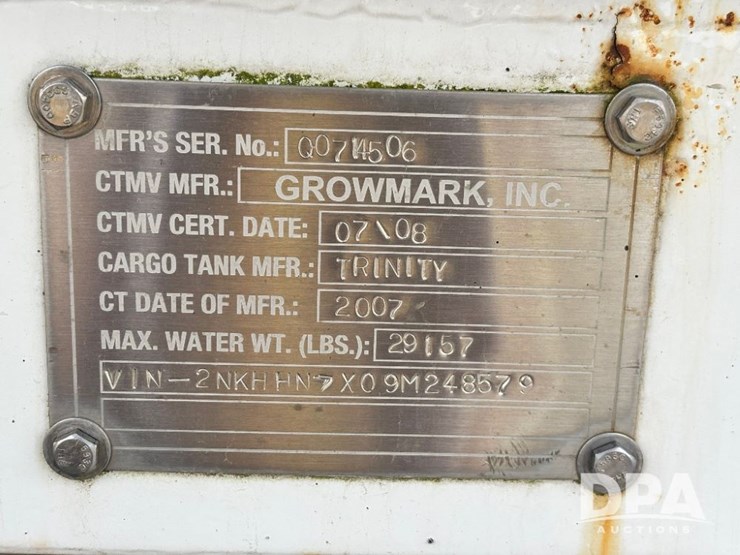 MFR'S SER. No.: Q0714506
CTMV MFR.: GROWMARK, INC.
CTMV CERT. DATE: 07\08
CARGO TANK MFR.: TRINITY
CT DATE OF MFR.: 2007
MAX. WATER WT. (LBS.): 29157
VIN-2NKHHN7X09M248579
DPA
AUCTIONS